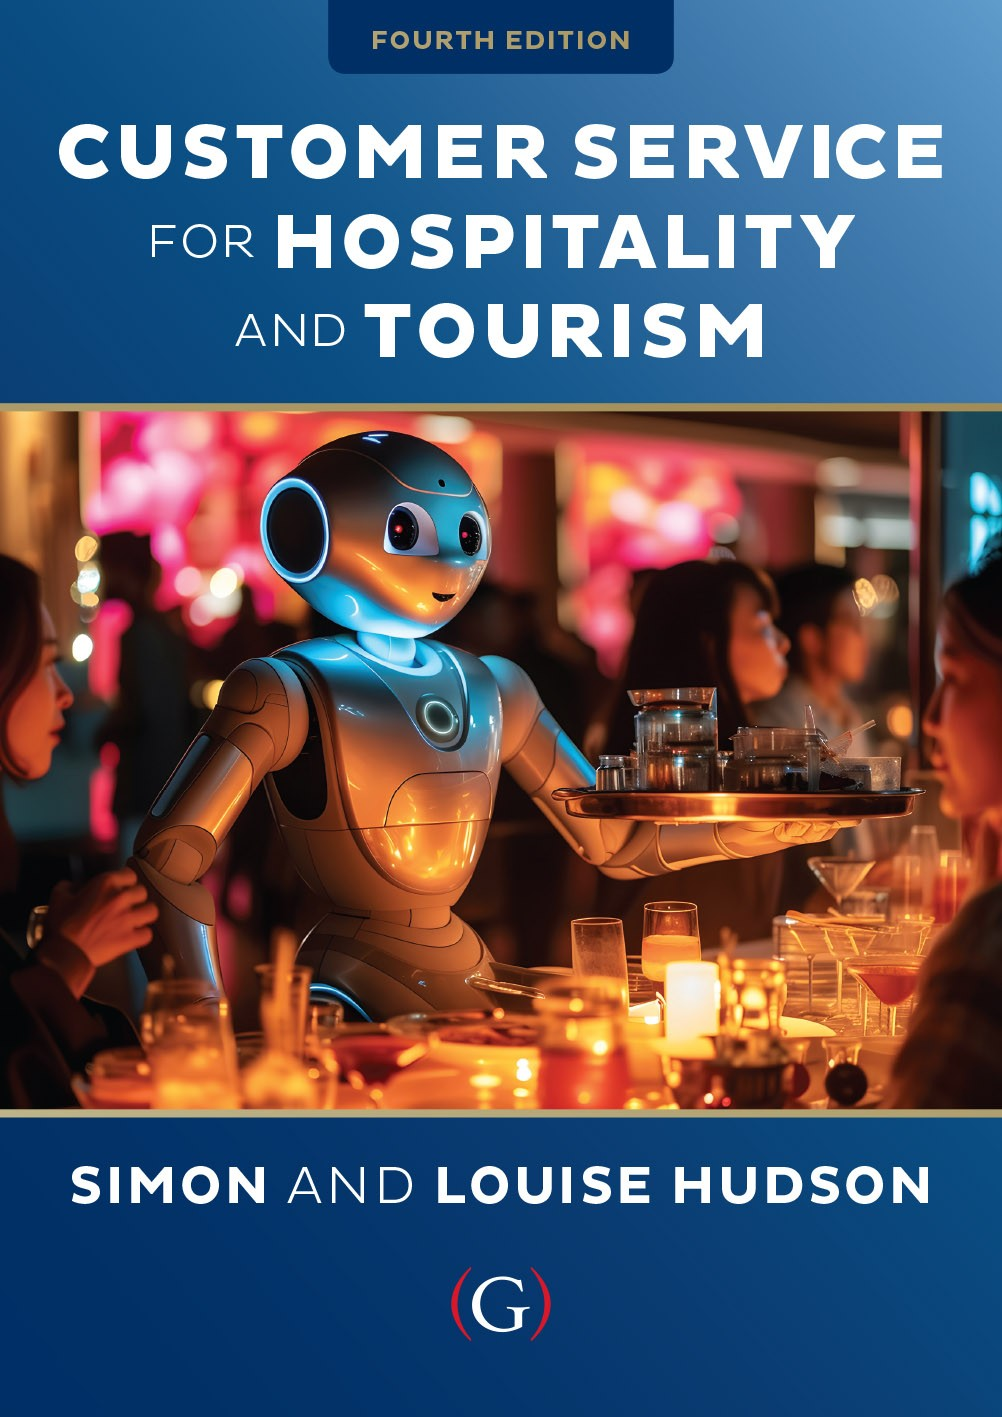 FOURTH EDITION
CUSTOMER SERVICE
FOR HOSPITALITY
AND TOURISM
SIMON AND LOUISE HUDSON
(G)